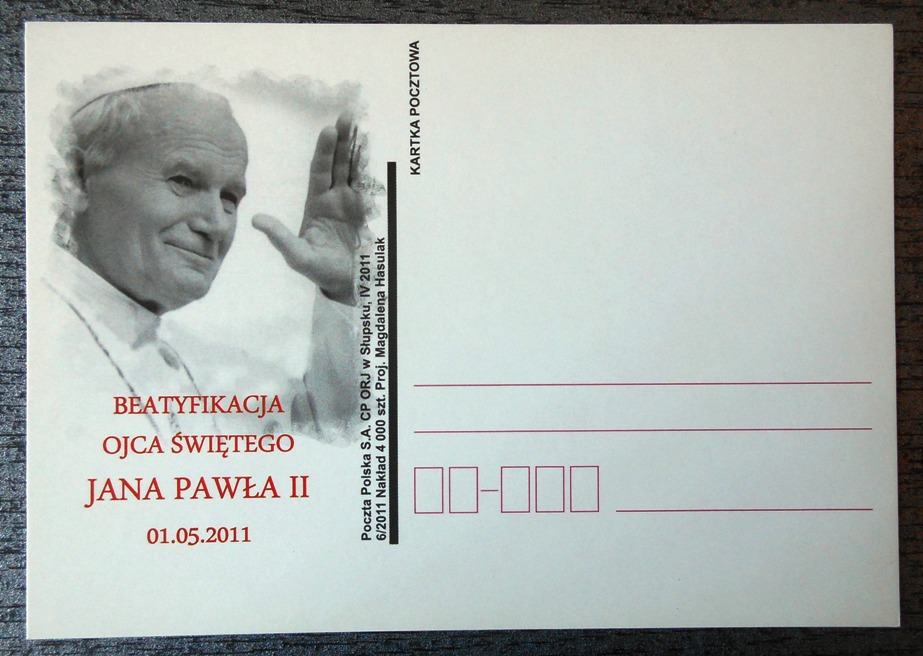 BEATYFIKACJA
OJCA ŚWIĘTEGO
JANA PAWŁA II
01.05.2011
Poczta Polska S.A. CP ORJ w Słupsku, IV 2011
6/2011 Nakład 4 000 szt. Proj. Magdalena Hasulak
KARTKA POCZTOWA